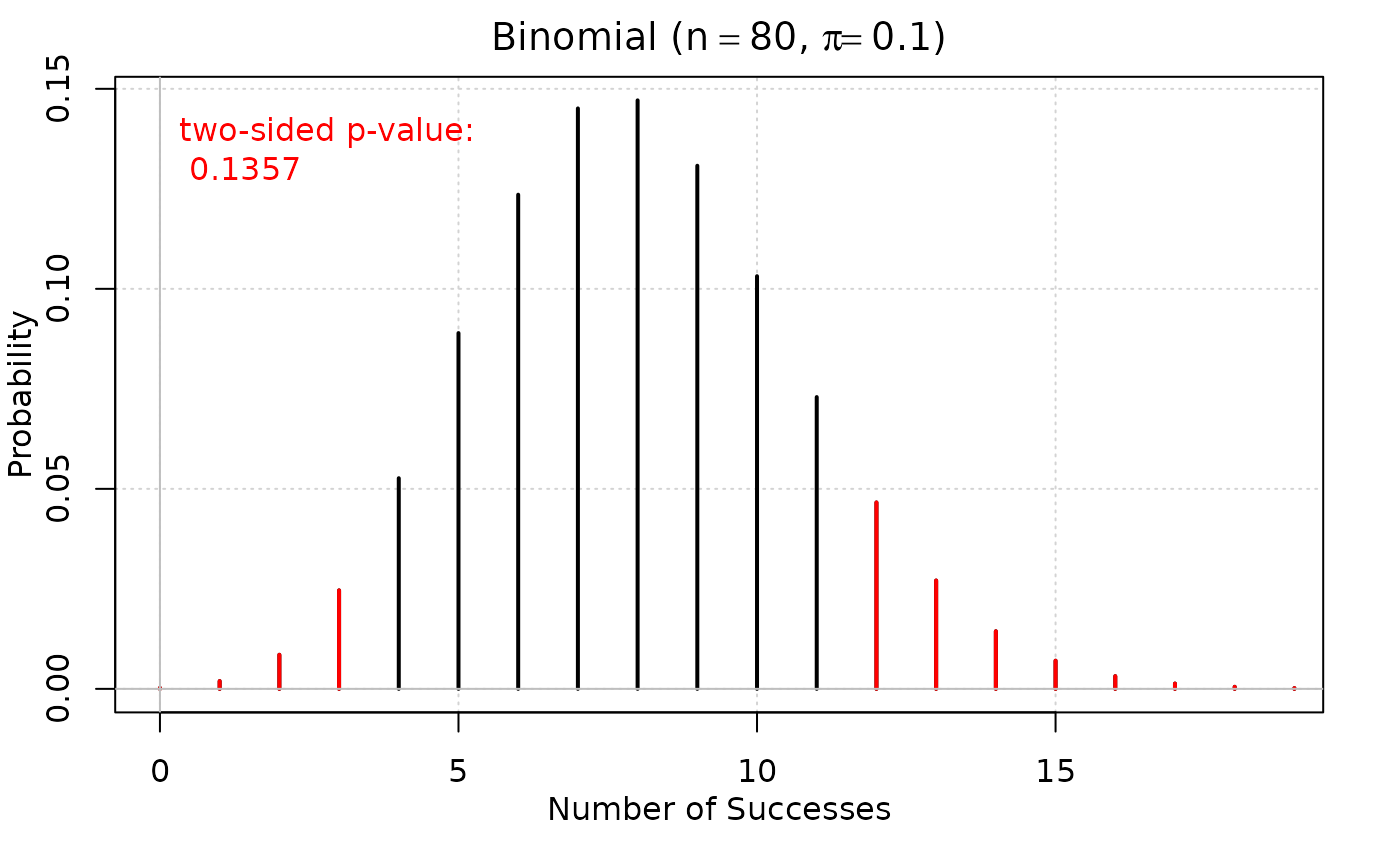 Binomial (n = 80, π= 0.1)
two-sided p-value:
0.1357
Probability
0.15
0.10
0.05
0.00
0 5 10 15
Number of Successes